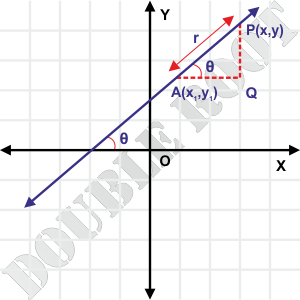 Y
P(x,y)
r
θ
A(x₁,y₁)
Q
θ
O
X
DOUBLE ROOT